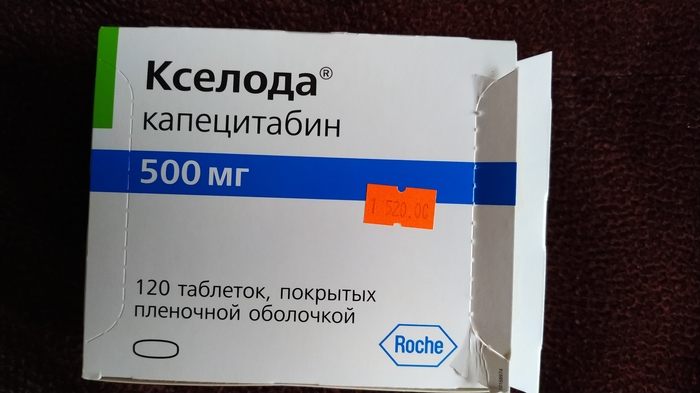 Кселода®
капецитабин
500 мг
1 520.00
120 таблеток, покрытых
пленочной оболочкой
Roche